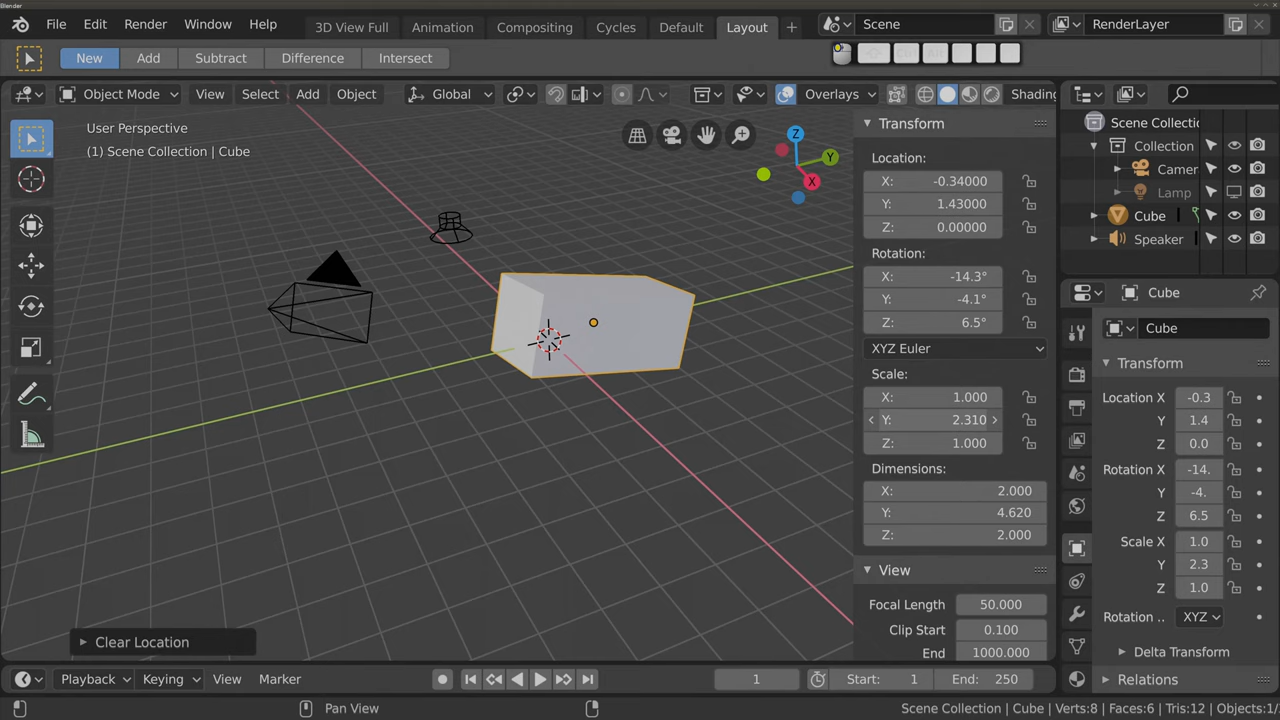 Blender
File Edit Render Window Help 3D View Full Animation Compositing Cycles Default Layout + Scene RenderLayer
New Add Subtract Difference Intersect
Object Mode View Select Add Object Global Overlays Shading
User Perspective
(1) Scene Collection | Cube
Z
Y
X
Transform
Location:
X: -0.34000
Y: 1.43000
Z: 0.00000
Rotation:
X: -14.3°
Y: -4.1°
Z: 6.5°
XYZ Euler
Scale:
X: 1.000
Y: 2.310
Z: 1.000
Dimensions:
X: 2.000
Y: 4.620
Z: 2.000
View
Focal Length 50.000
Clip Start 0.100
End 1000.000
Scene Collectic
Collection
Camer
Lamp
Cube
Speaker
Cube
Cube
Transform
Location X -0.3
Y 1.4
Z 0.0
Rotation X -14.
Y -4.
Z 6.5
Scale X 1.0
Y 2.3
Z 1.0
Rotation .. XYZ
Delta Transform
Relations
Clear Location
Playback Keying View Marker 1 Start: 1 End: 250
Pan View Scene Collection | Cube | Verts:8 | Faces:6 | Tris:12 | Objects:1/